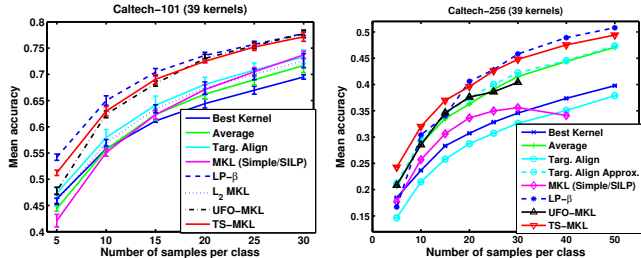 Caltech−101 (39 kernels)
0.8
0.75
0.7
0.65
0.6
0.55
0.5
0.45
0.4
Mean accuracy
5 10 15 20 25 30
Number of samples per class
Best Kernel
Average
Targ. Align
MKL (Simple/SILP)
LP−β
L2 MKL
UFO−MKL
TS−MKL
Caltech−256 (39 kernels)
0.5
0.45
0.4
0.35
0.3
0.25
0.2
0.15
Mean accuracy
0 10 20 30 40 50
Number of samples per class
Best Kernel
Average
Targ. Align
Targ. Align Approx.
MKL (Simple/SILP)
LP−β
UFO−MKL
TS−MKL